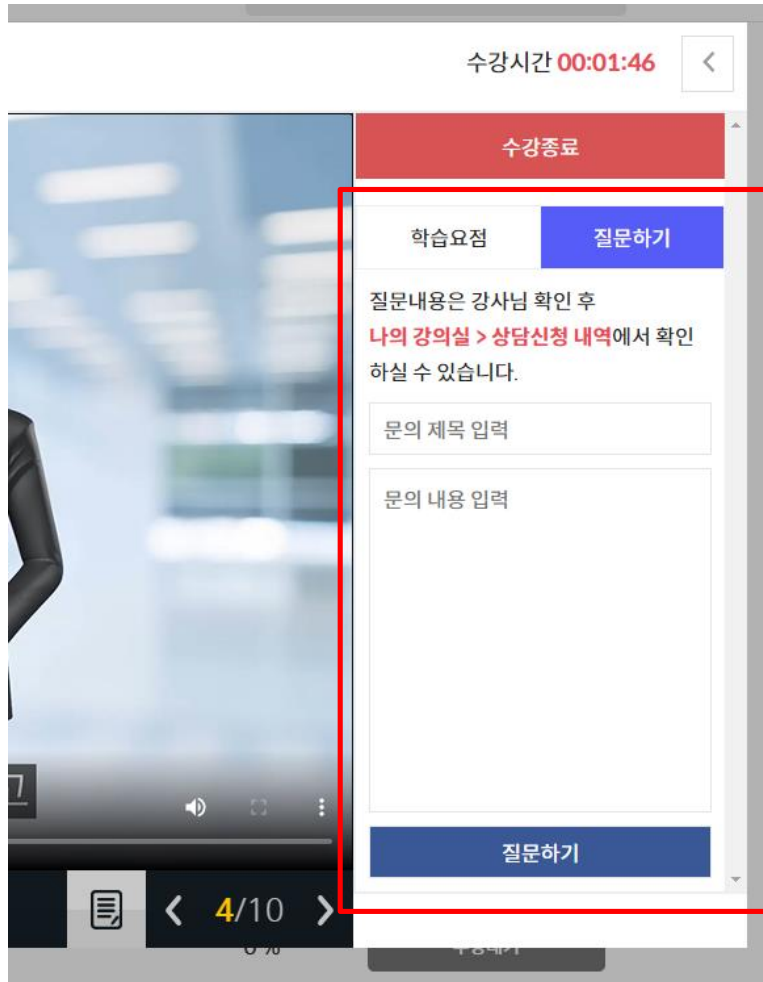 수강시간 00:01:46
수강종료
학습요점 질문하기
질문내용은 강사님 확인 후
나의 강의실 > 상담신청 내역에서 확인
하실 수 있습니다.
문의 제목 입력
문의 내용 입력
질문하기
4/10